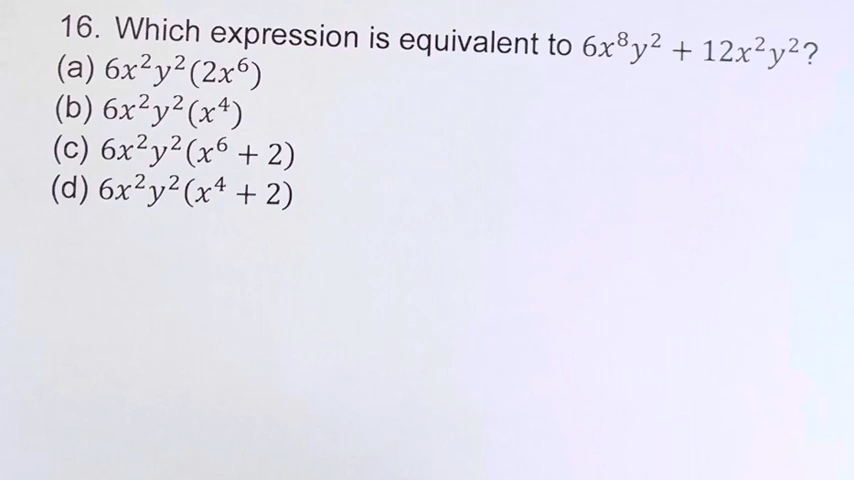 16. Which expression is equivalent to 6x⁸y² + 12x²y²?
(a) 6x²y²(2x⁶)
(b) 6x²y²(x⁴)
(c) 6x²y²(x⁶ + 2)
(d) 6x²y²(x⁴ + 2)